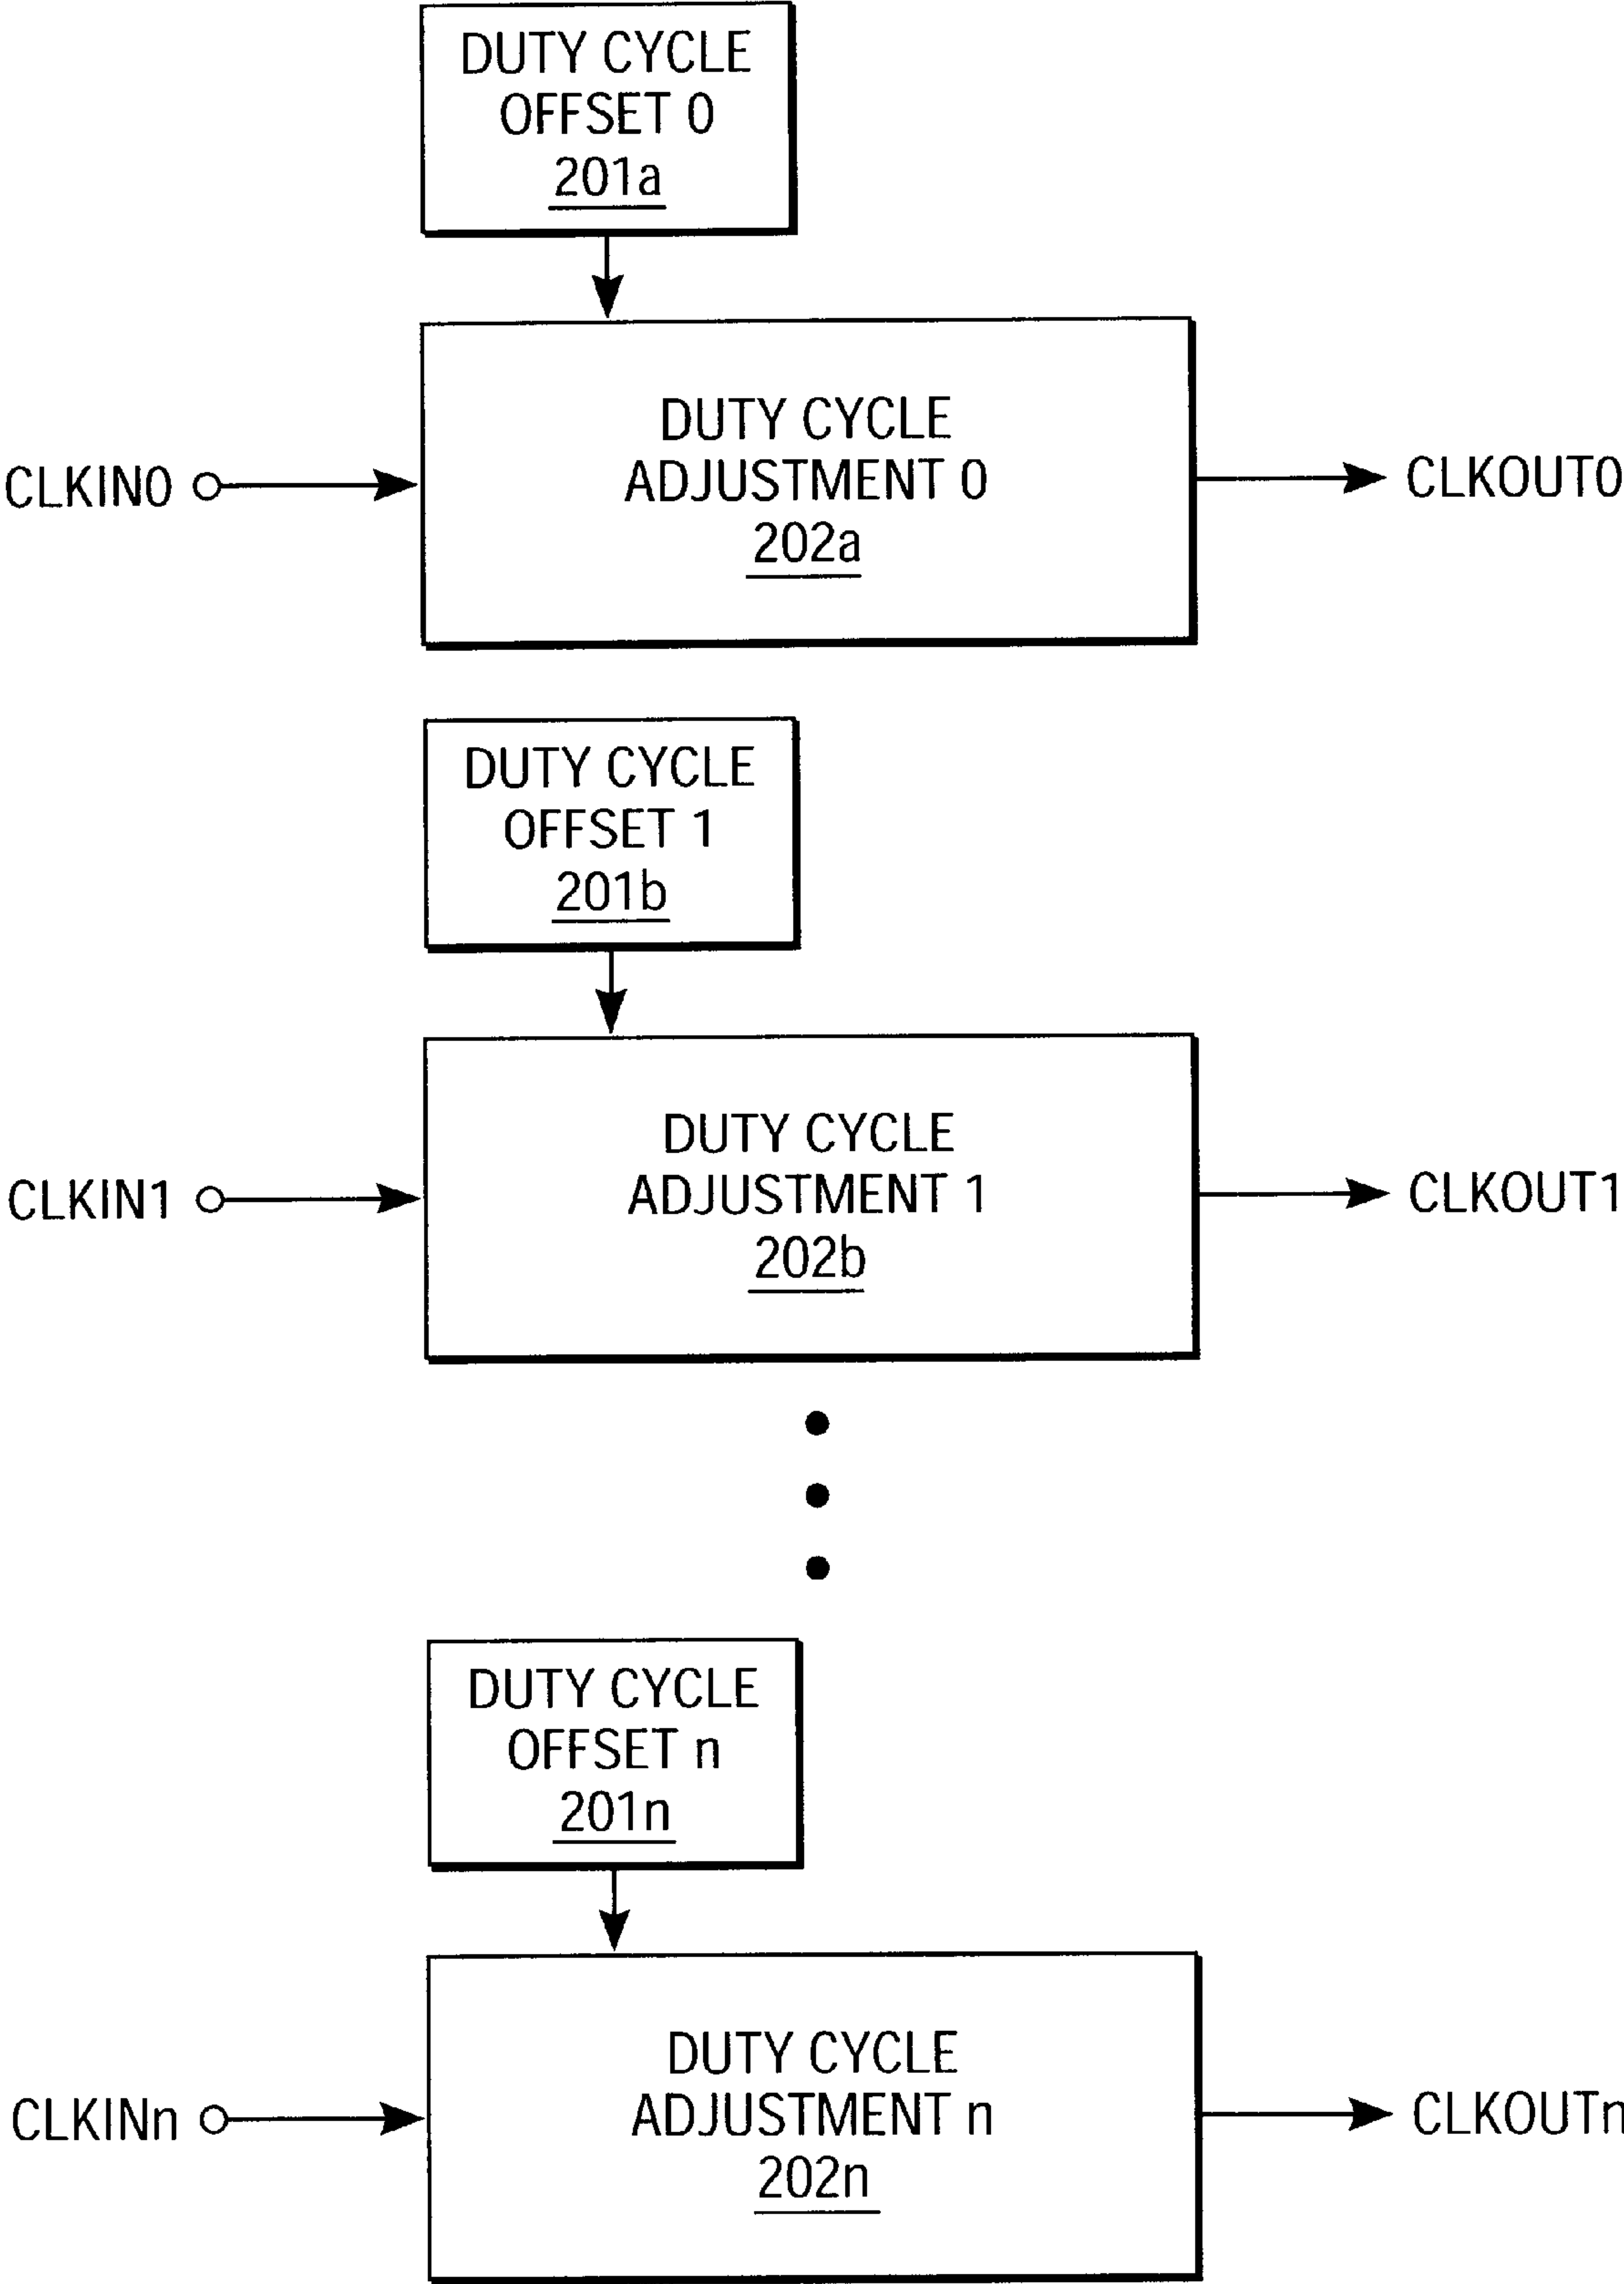 DUTY CYCLE
OFFSET 0
201a
DUTY CYCLE
ADJUSTMENT 0
202a
CLKIN0
CLKOUT0
DUTY CYCLE
OFFSET 1
201b
DUTY CYCLE
ADJUSTMENT 1
202b
CLKIN1
CLKOUT1
DUTY CYCLE
OFFSET n
201n
DUTY CYCLE
ADJUSTMENT n
202n
CLKINn
CLKOUTn